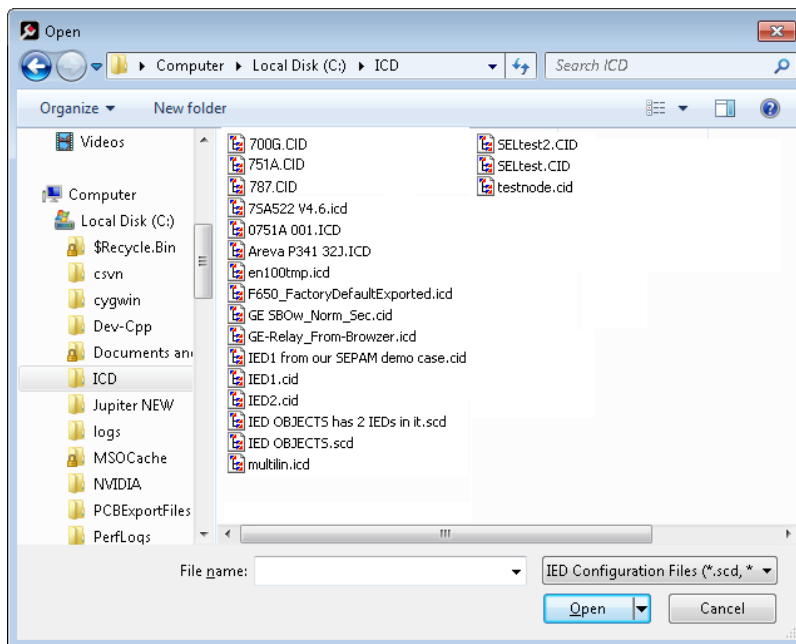 Open
Computer Local Disk (C:) ICD
Search ICD
Organize New folder
Videos
Computer
Local Disk (C:)
$Recycle.Bin
csvn
cygwin
Dev-Cpp
Documents an
ICD
Jupiter NEW
logs
MSOCache
NVIDIA
PCBExportFiles
PerfLogs
700G.CID
751A.CID
787.CID
7SA522 V4.6.icd
0751A 001.ICD
Areva P341 32J.ICD
en100tmp.icd
F650_FactoryDefaultExported.icd
GE SBOw_Norm_Sec.cid
GE-Relay_From-Browzer.icd
IED1 from our SEPAM demo case.cid
IED1.cid
IED2.cid
IED OBJECTS has 2 IEDs in it.scd
IED OBJECTS.scd
multilin.icd
SELtest2.CID
SELtest.CID
testnode.cid
File name:
IED Configuration Files (*.scd, *
Open
Cancel